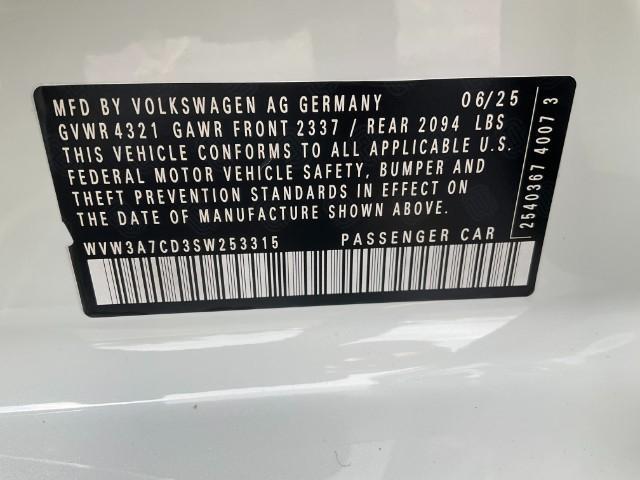 MFD BY VOLKSWAGEN AG GERMANY 06/25
GVWR 4321 GAWR FRONT 2337 / REAR 2094 LBS
THIS VEHICLE CONFORMS TO ALL APPLICABLE U.S.
FEDERAL MOTOR VEHICLE SAFETY, BUMPER AND
THEFT PREVENTION STANDARDS IN EFFECT ON
THE DATE OF MANUFACTURE SHOWN ABOVE.
WVW3A7CD3SW253315 PASSENGER CAR
2540367 4007 3